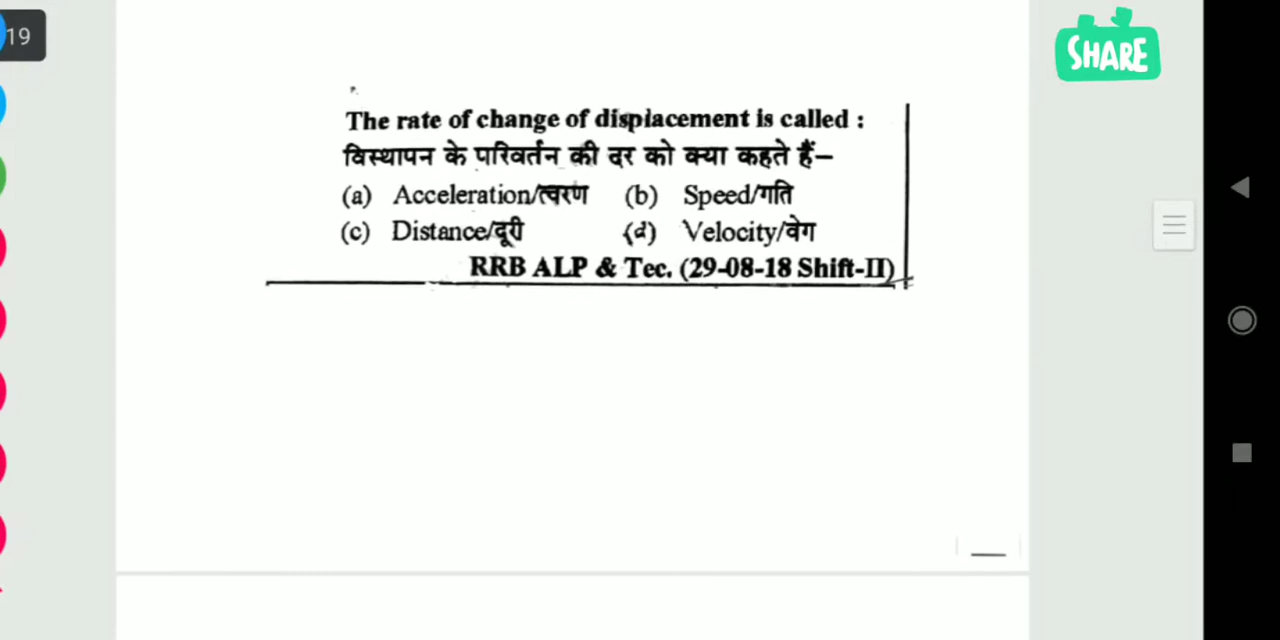 19
SHARE
The rate of change of displacement is called :
विस्थापन के परिवर्तन की दर को क्या कहते हैं–
(a) Acceleration/त्वरण (b) Speed/गति
(c) Distance/दूरी (d) Velocity/वेग
RRB ALP & Tec. (29-08-18 Shift-II)